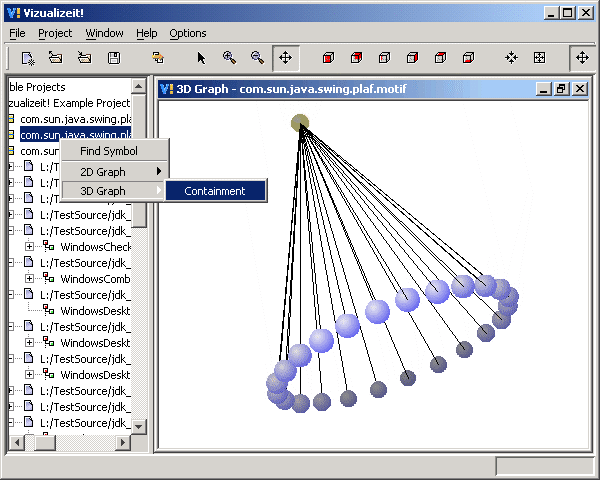 Vizualizeit!
File Project Window Help Options
ble Projects
zualizeit! Example Project
com.sun.java.swing.pla
com.sun.java.swing.pla
com.su
L:/T
L:/T
L:/TestSource/jdk_
L:/TestSource/jdk_
WindowsCheck
L:/TestSource/jdk_
WindowsComb
L:/TestSource/jdk_
WindowsDeskt
L:/TestSource/jdk_
WindowsDeskt
L:/TestSource/jdk_
WindowsDeskt
L:/TestSource/jdk_
L:/TestSource/jdk_
L:/TestSource/jdk_
Find Symbol
2D Graph
3D Graph
Containment
3D Graph - com.sun.java.swing.plaf.motif